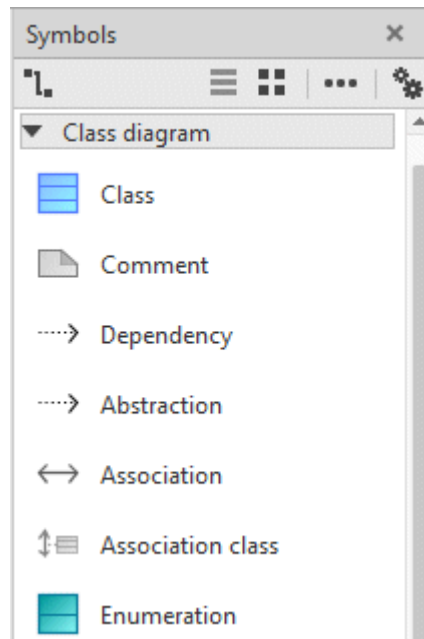 Symbols
Class diagram
Class
Comment
Dependency
Abstraction
Association
Association class
Enumeration